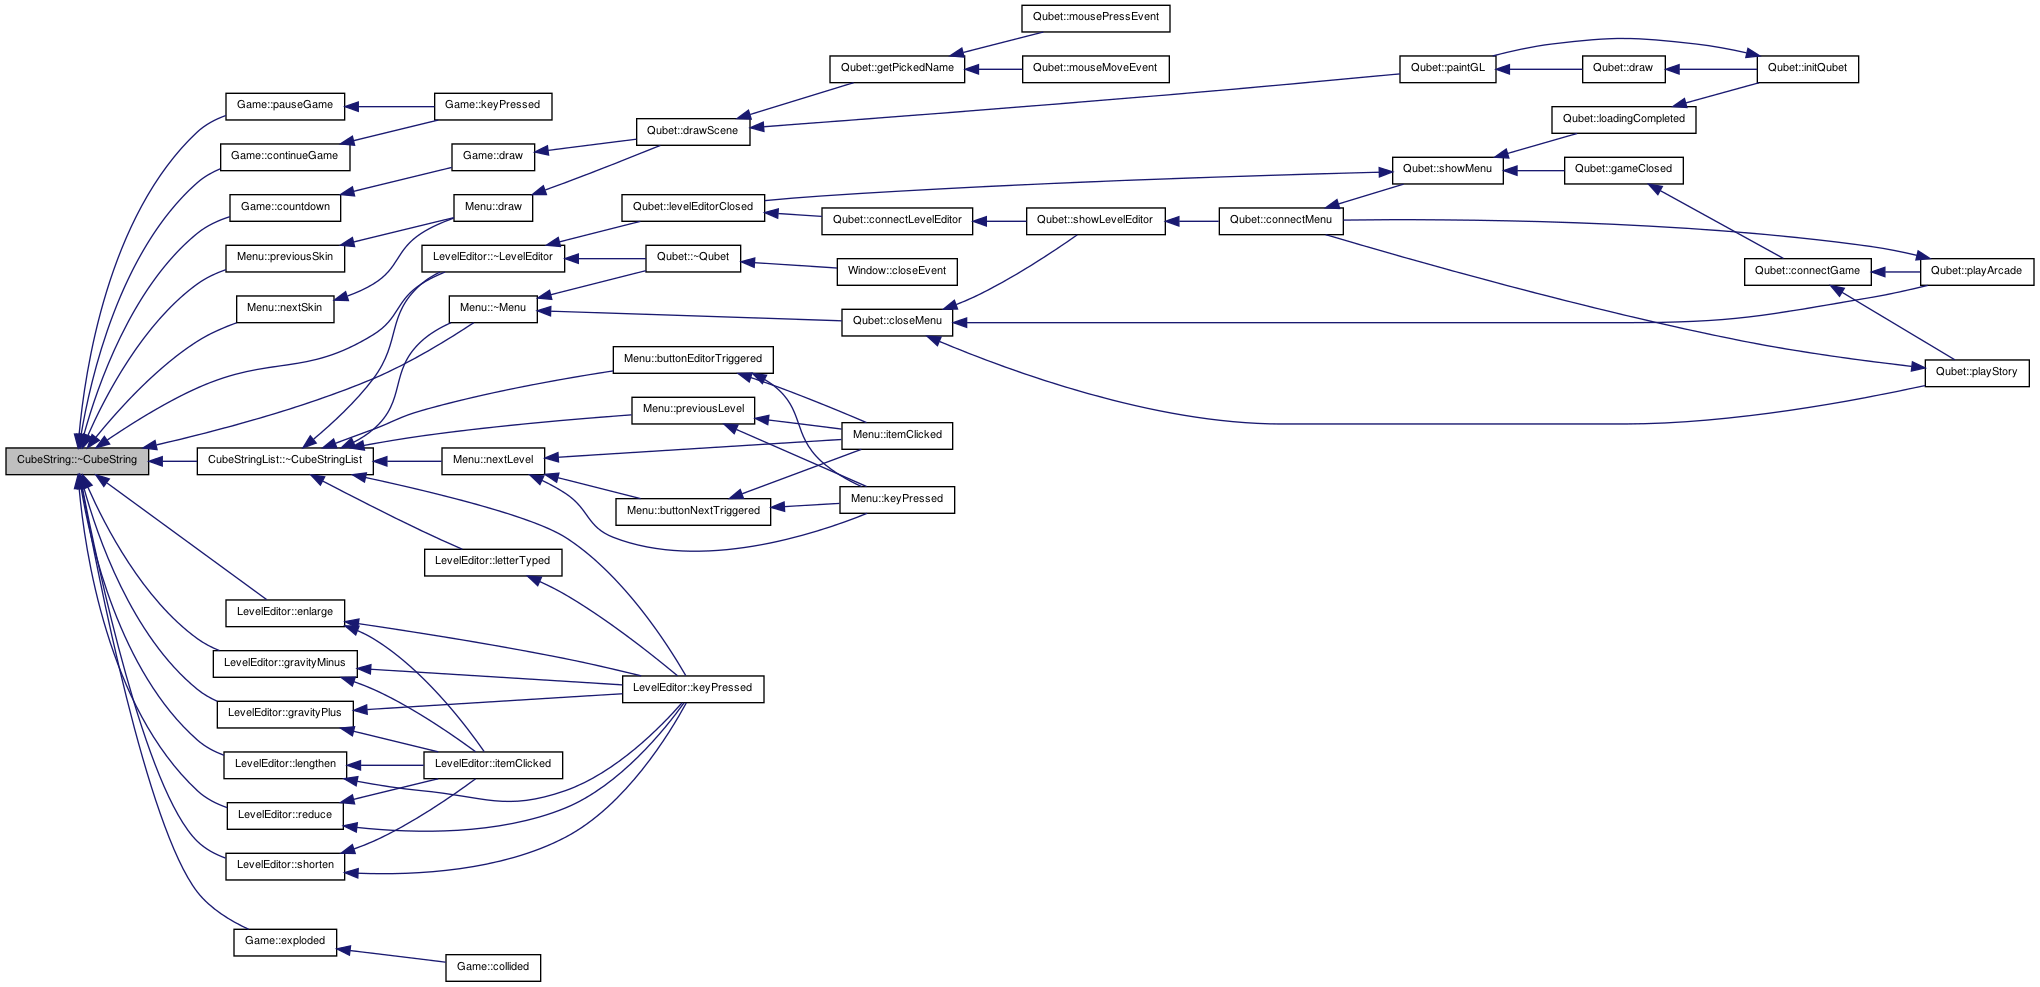 Qubet::mousePressEvent
Qubet::getPickedName
Qubet::mouseMoveEvent
Qubet::paintGL
Qubet::draw
Qubet::initQubet
Game::pauseGame
Game::keyPressed
Qubet::loadingCompleted
Qubet::drawScene
Game::continueGame
Game::draw
Qubet::showMenu
Qubet::gameClosed
Game::countdown
Menu::draw
Qubet::levelEditorClosed
Qubet::connectLevelEditor
Qubet::showLevelEditor
Qubet::connectMenu
Menu::previousSkin
LevelEditor::~LevelEditor
Qubet::~Qubet
Window::closeEvent
Qubet::connectGame
Qubet::playArcade
Menu::nextSkin
Menu::~Menu
Qubet::closeMenu
Menu::buttonEditorTriggered
Qubet::playStory
Menu::previousLevel
Menu::itemClicked
CubeString::~CubeString
CubeStringList::~CubeStringList
Menu::nextLevel
Menu::keyPressed
Menu::buttonNextTriggered
LevelEditor::letterTyped
LevelEditor::enlarge
LevelEditor::gravityMinus
LevelEditor::keyPressed
LevelEditor::gravityPlus
LevelEditor::lengthen
LevelEditor::itemClicked
LevelEditor::reduce
LevelEditor::shorten
Game::exploded
Game::collided